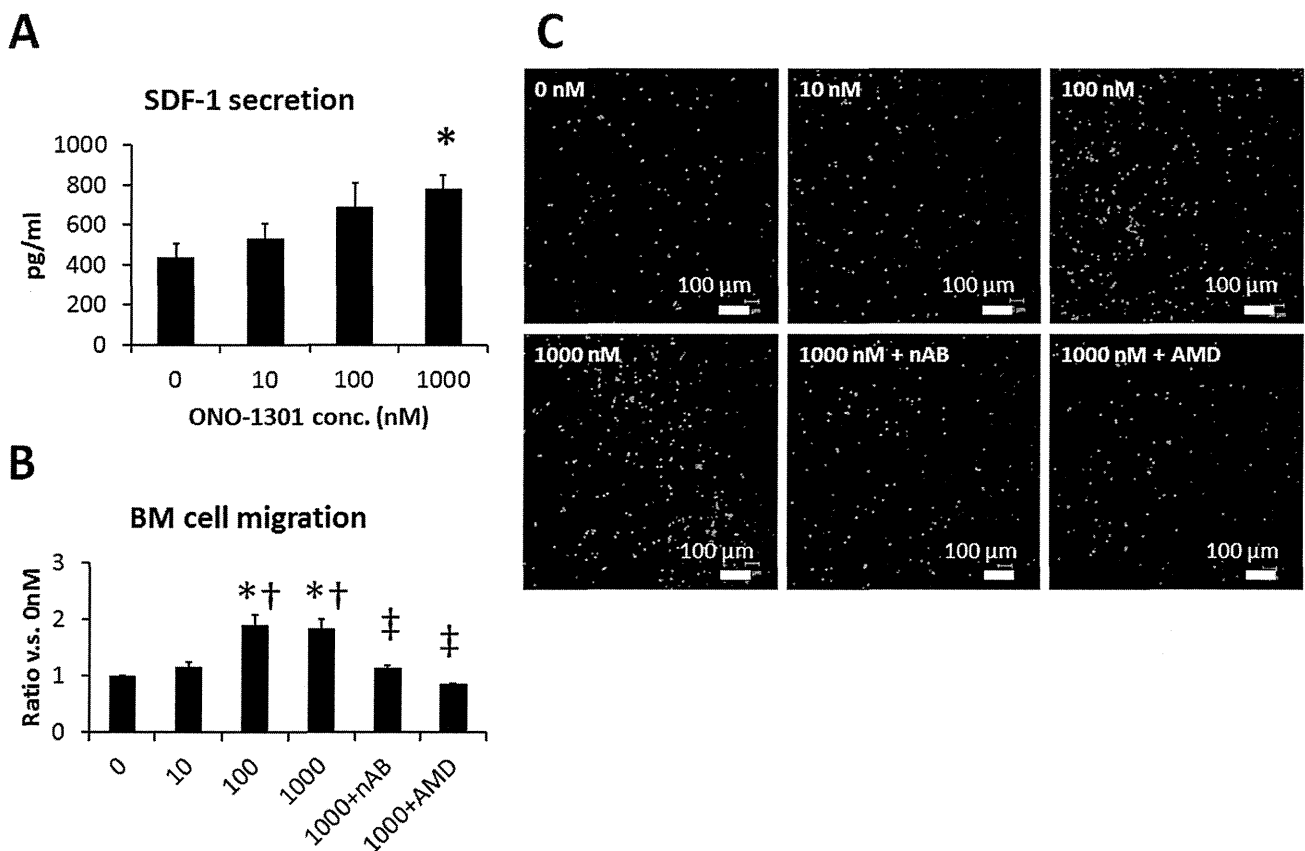 A
SDF-1 secretion
*
1000
800
600
400
200
0
pg/ml
0 10 100 1000
ONO-1301 conc. (nM)
B
BM cell migration
*† *† ‡ ‡
3
2
1
0
Ratio v.s. 0nM
0 10 100 1000 1000+nAB 1000+AMD
C
0 nM 10 nM 100 nM
100 µm 100 µm 100 µm
1000 nM 1000 nM + nAB 1000 nM + AMD
100 µm 100 µm 100 µm